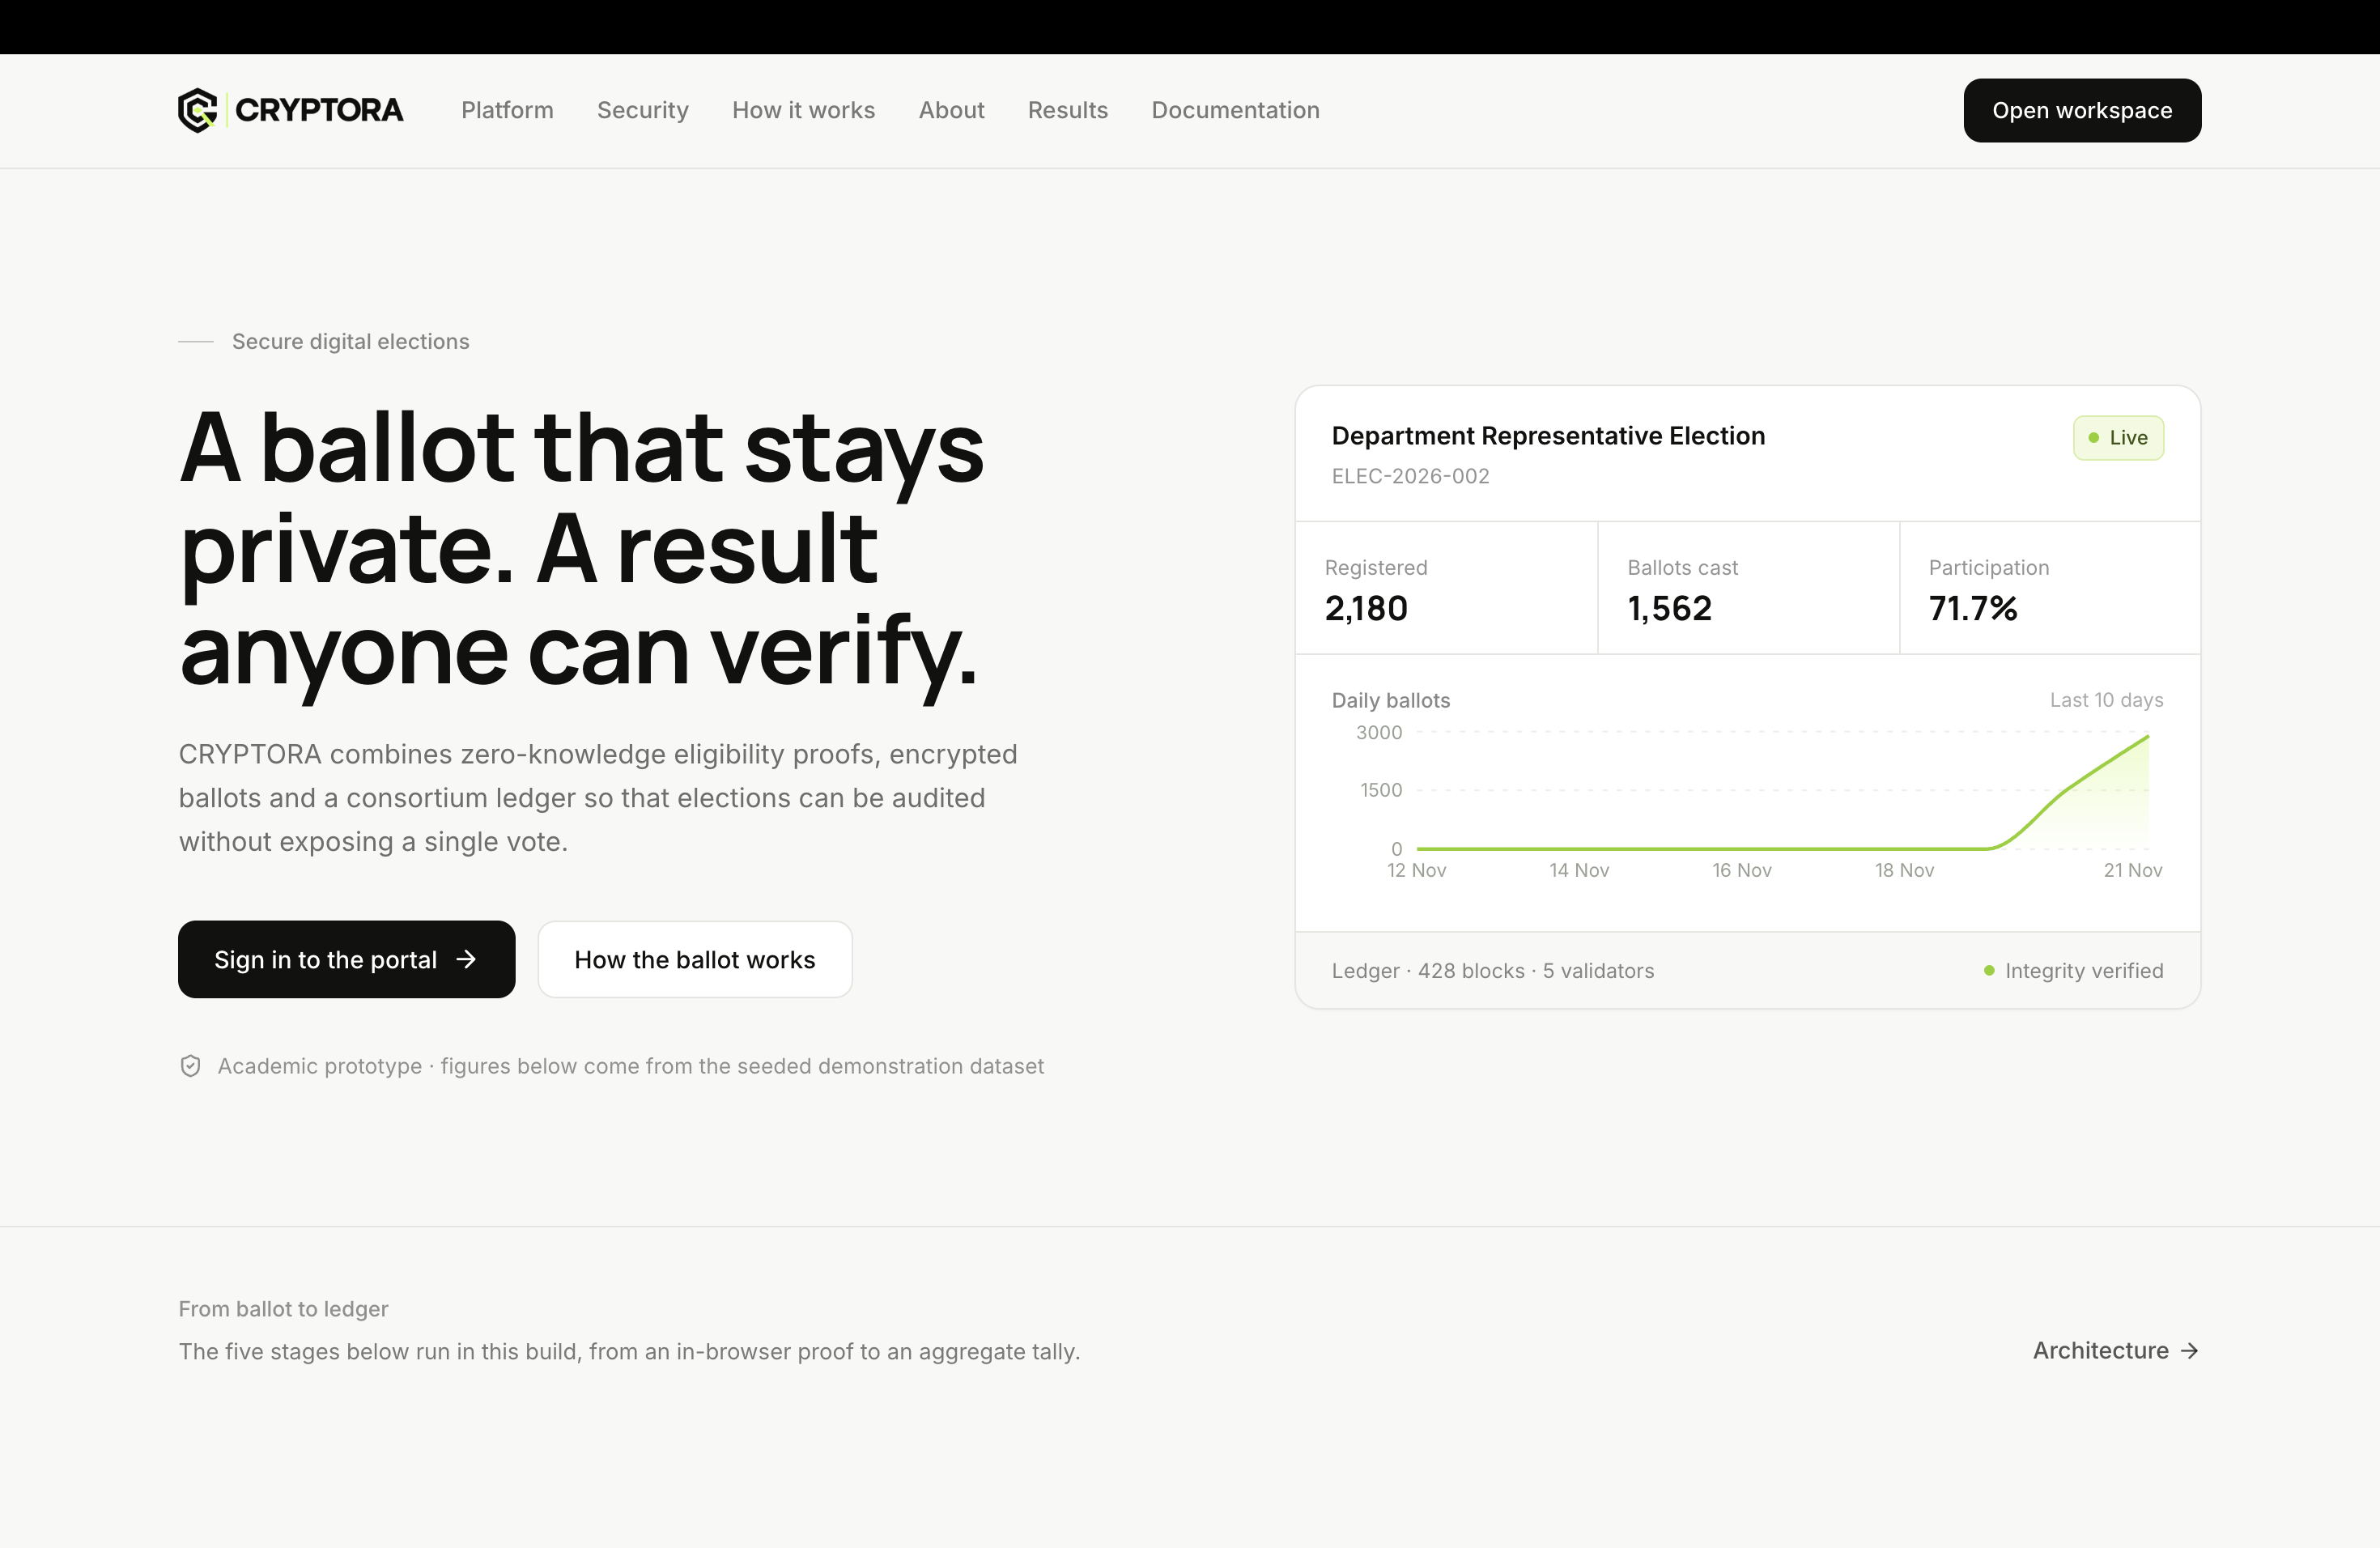 CRYPTORA
Platform
Security
How it works
About
Results
Documentation
Open workspace
Secure digital elections
A ballot that stays
private. A result
anyone can verify.
CRYPTORA combines zero-knowledge eligibility proofs, encrypted
ballots and a consortium ledger so that elections can be audited
without exposing a single vote.
Sign in to the portal →
How the ballot works
Academic prototype · figures below come from the seeded demonstration dataset
Department Representative Election
Live
ELEC-2026-002
Registered
2,180
Ballots cast
1,562
Participation
71.7%
Daily ballots
Last 10 days
3000
1500
0
12 Nov
14 Nov
16 Nov
18 Nov
21 Nov
Ledger · 428 blocks · 5 validators
Integrity verified
From ballot to ledger
The five stages below run in this build, from an in-browser proof to an aggregate tally.
Architecture →